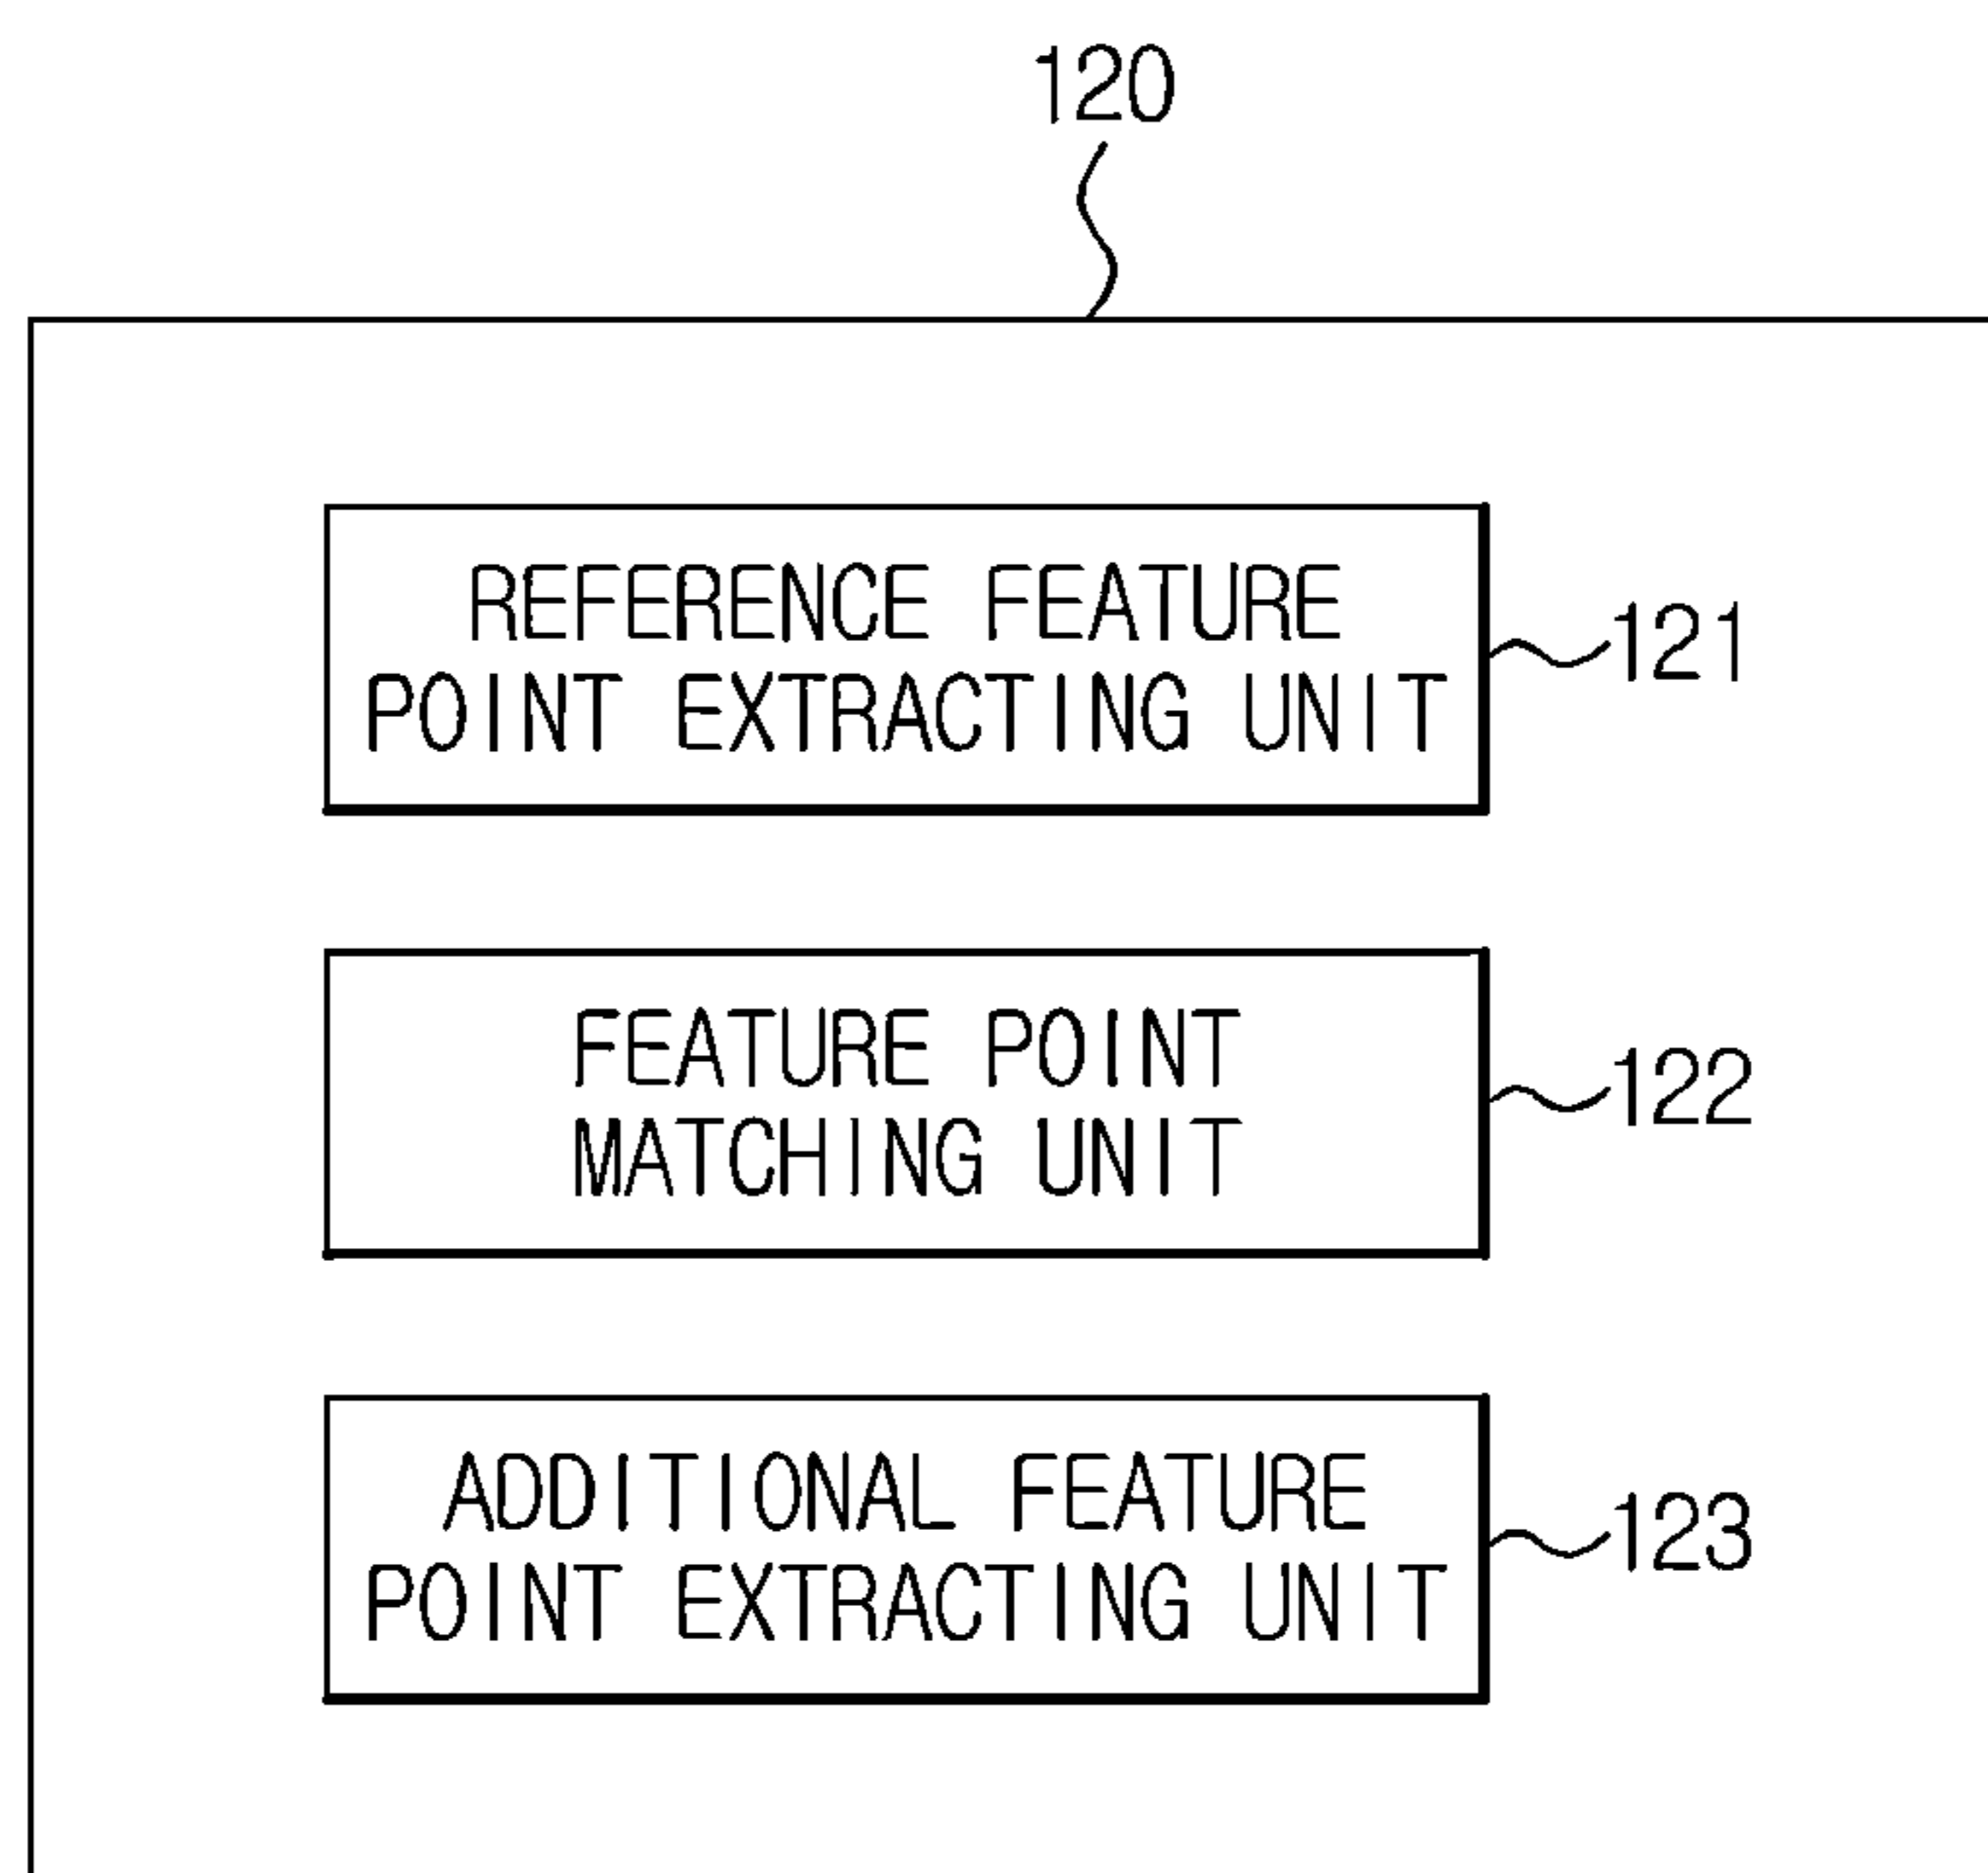 120
REFERENCE FEATURE
POINT EXTRACTING UNIT
121
FEATURE POINT
MATCHING UNIT
122
ADDITIONAL FEATURE
POINT EXTRACTING UNIT
123